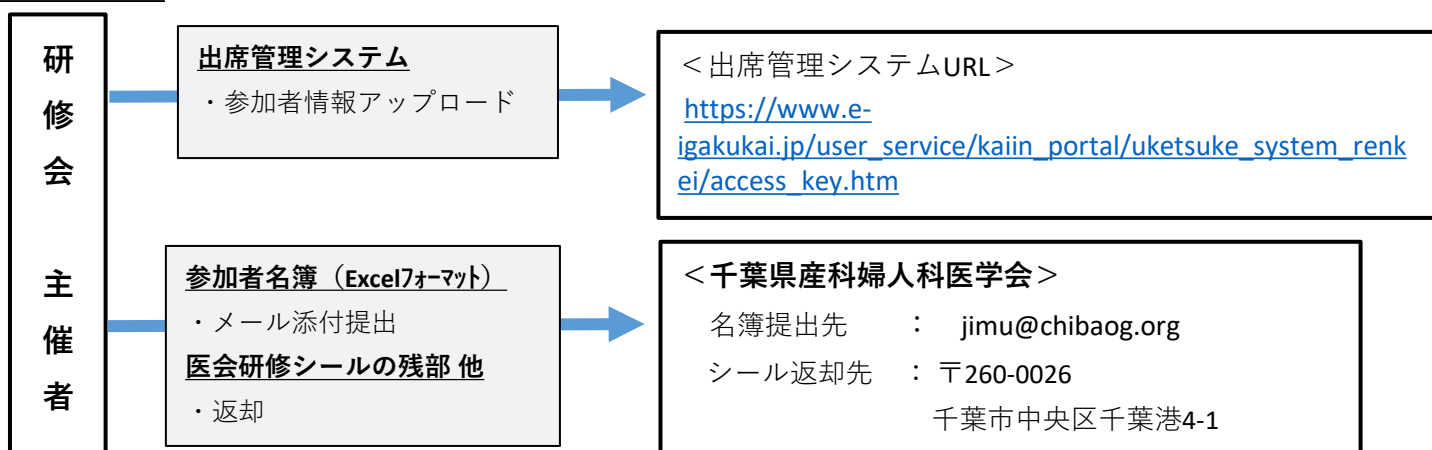 研修会 主催者
出席管理システム
・参加者情報アップロード
＜出席管理システムURL＞
https://www.e-
igakukai.jp/user_service/kaiin_portal/uketsuke_system_renk
ei/access_key.htm
参加者名簿（Excelﾌｫｰﾏｯﾄ）
・メール添付提出
医会研修シールの残部 他
・返却
＜千葉県産科婦人科医学会＞
名簿提出先 ： jimu@chibaog.org
シール返却先 ： 〒260-0026
千葉市中央区千葉港4-1